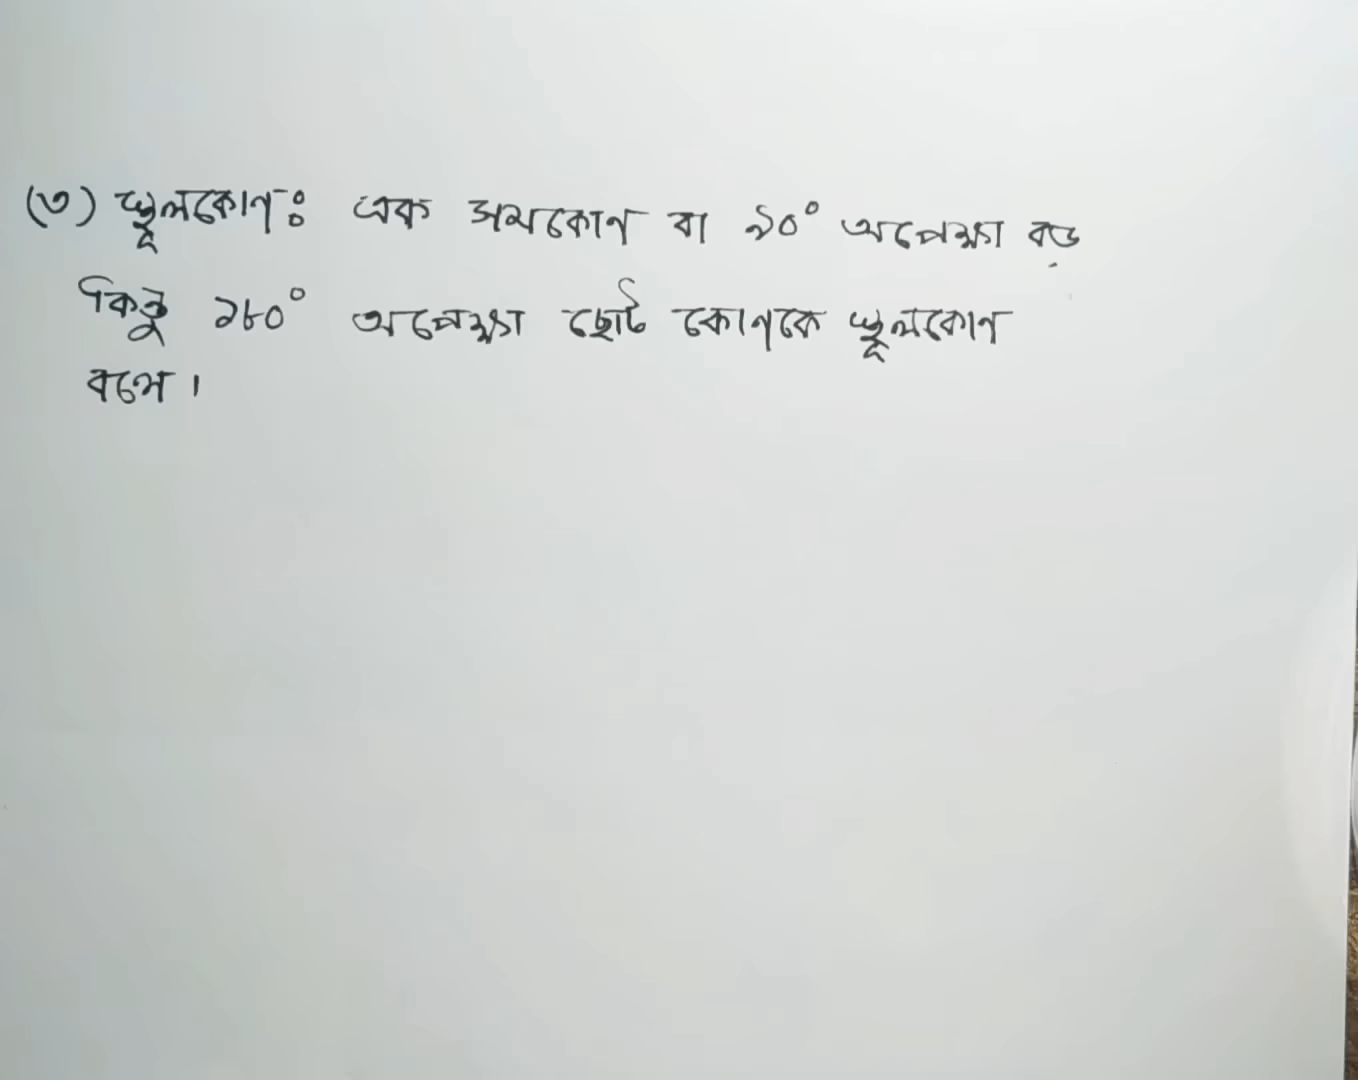 (৩) স্থূলকোণঃ এক সমকোণ বা ৯০° অপেক্ষা বড়
কিন্তু ১৮০° অপেক্ষা ছোট কোণকে স্থূলকোণ
বলে।